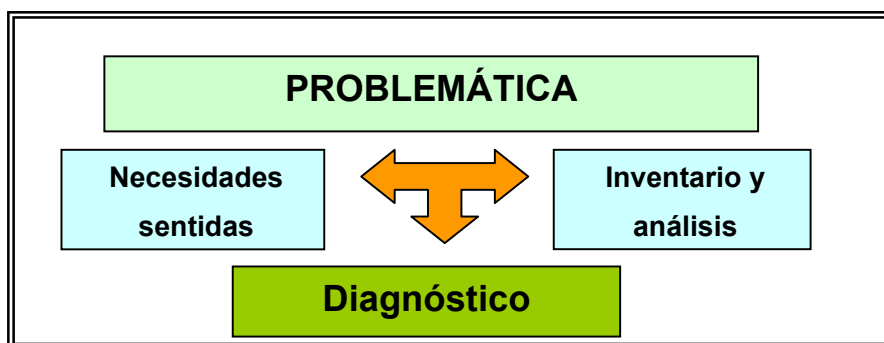 PROBLEMÁTICA
Necesidades
sentidas
Inventario y
análisis
Diagnóstico